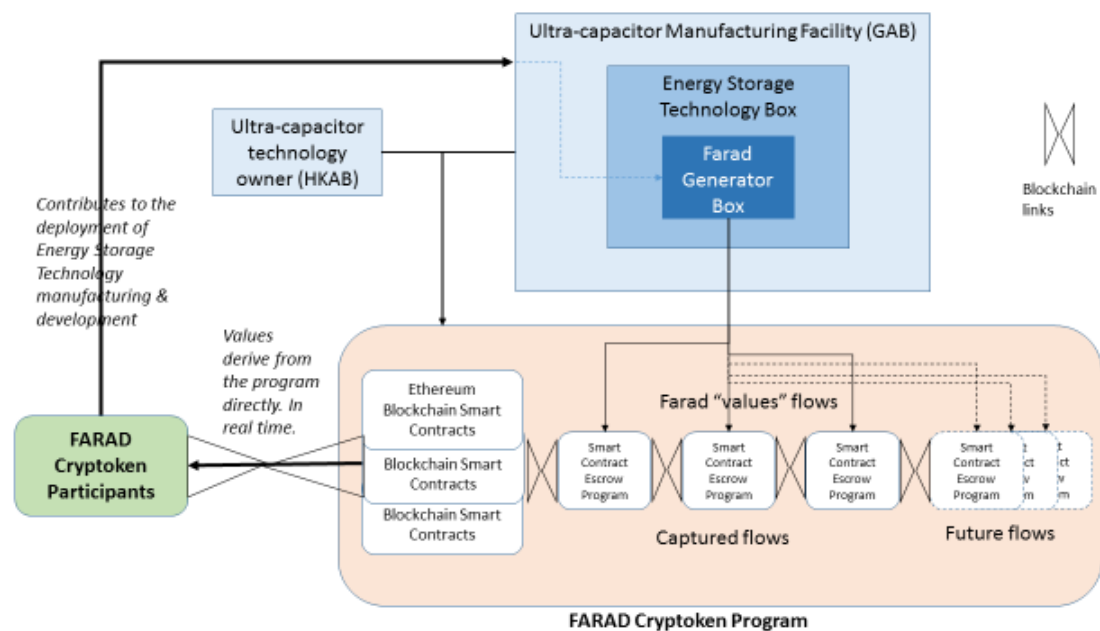 Ultra-capacitor Manufacturing Facility (GAB)
Energy Storage
Technology Box
Farad
Generator
Box
Ultra-capacitor
technology
owner (HKAB)
Blockchain
links
Contributes to the
deployment of
Energy Storage
Technology
manufacturing &
development
Values
derive from
the program
directly. In
real time.
FARAD
Cryptoken
Participants
Ethereum
Blockchain Smart
Contracts
Blockchain Smart
Contracts
Blockchain Smart
Contracts
Farad "values" flows
Smart
Contract
Escrow
Program
Smart
Contract
Escrow
Program
Smart
Contract
Escrow
Program
Smart
Contract
Escrow
Program
t
ct
w
m
t
ct
w
m
Captured flows
Future flows
FARAD Cryptoken Program